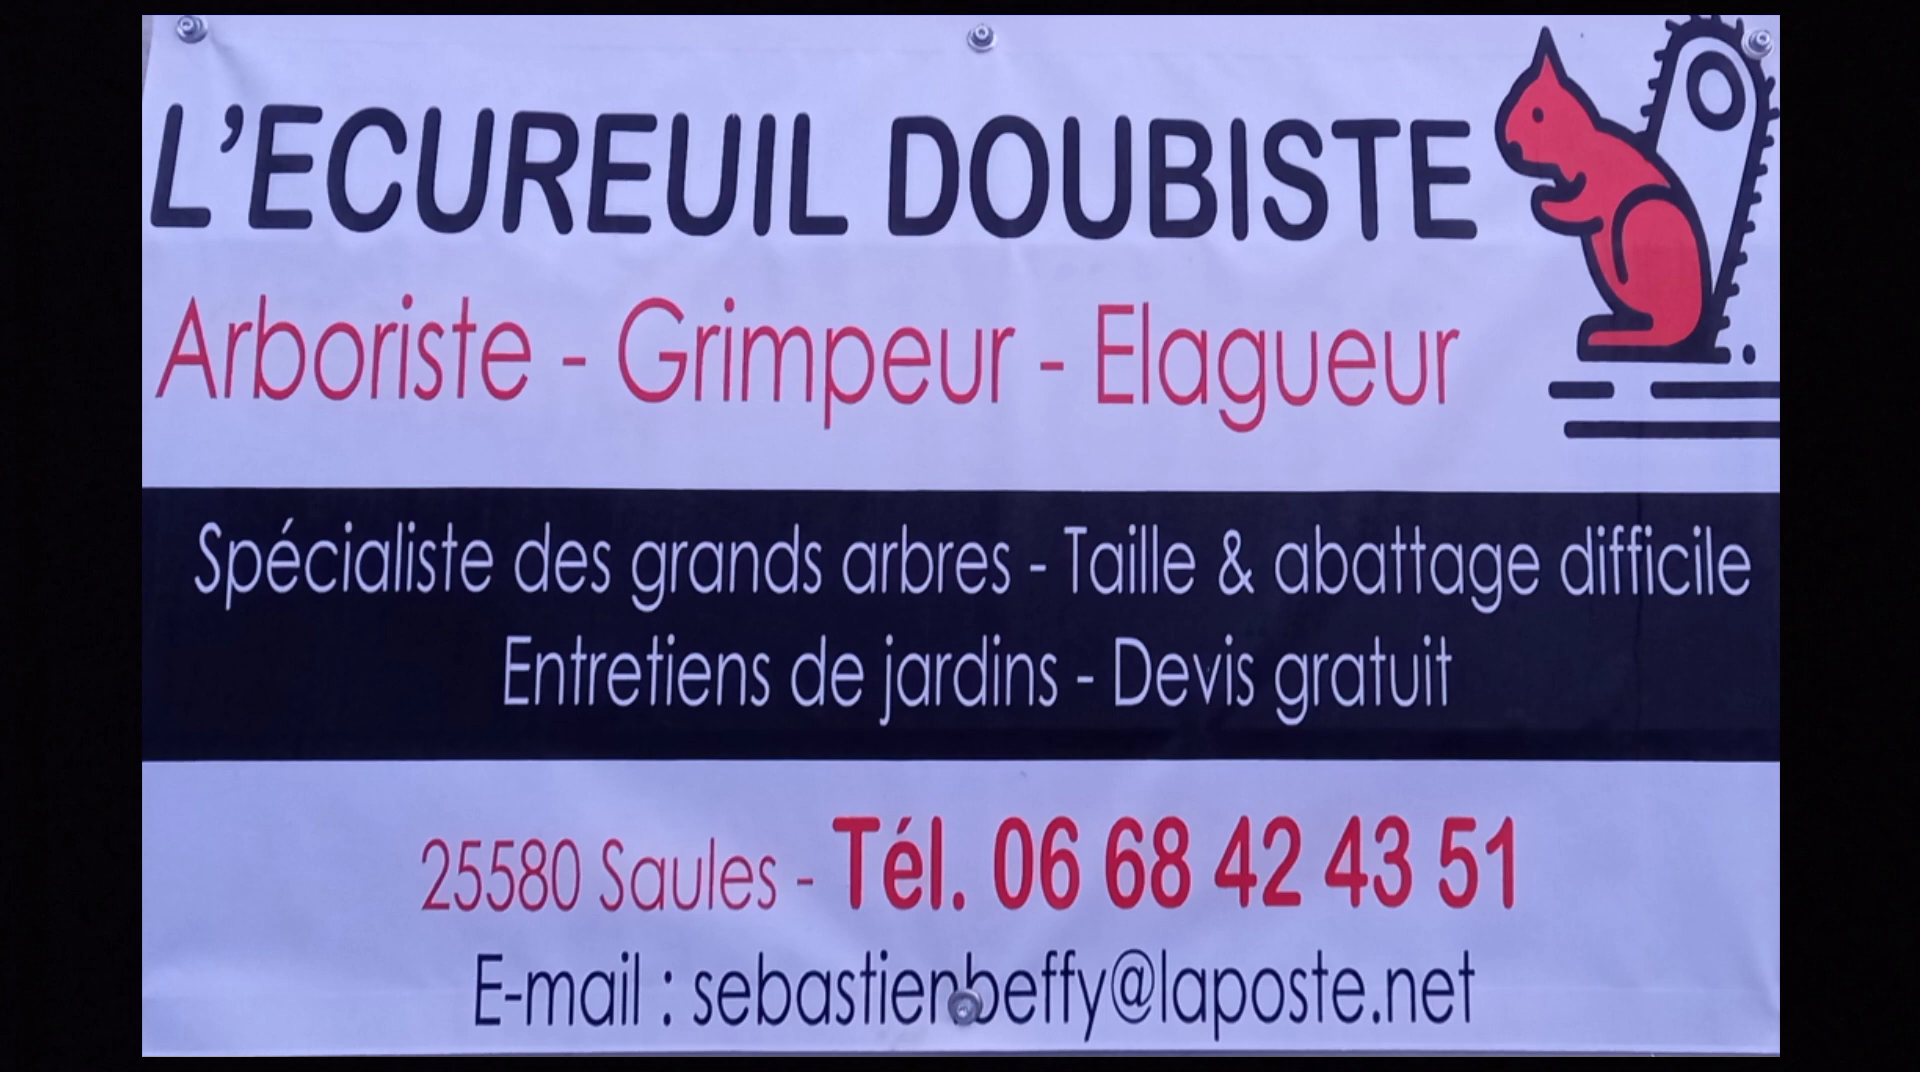 L'ECUREUIL DOUBISTE
Arboriste - Grimpeur - Elagueur
Spécialiste des grands arbres - Taille & abattage difficile
Entretiens de jardins - Devis gratuit
25580 Saules - Tél. 06 68 42 43 51
E-mail : sebastienbeffy@laposte.net